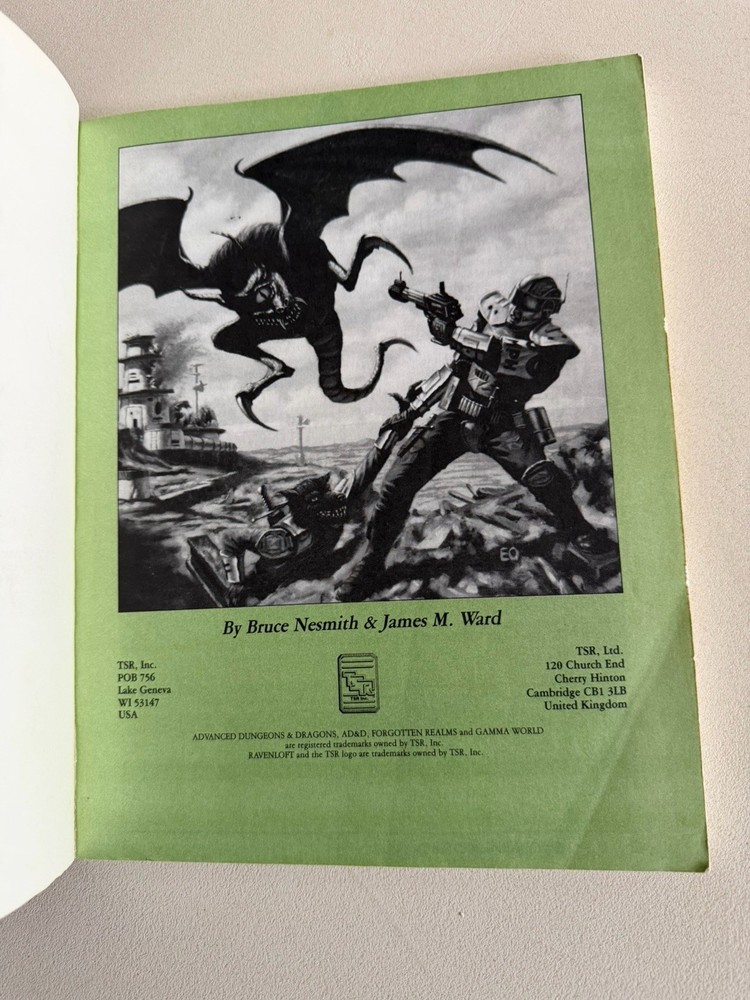 EO
By Bruce Nesmith & James M. Ward
TSR, Inc.
POB 756
Lake Geneva
WI 53147
USA
TSR
TSR, Inc.
TSR, Ltd.
120 Church End
Cherry Hinton
Cambridge CB1 3LB
United Kingdom
ADVANCED DUNGEONS & DRAGONS, AD&D, FORGOTTEN REALMS and GAMMA WORLD
are registered trademarks owned by TSR, Inc.
RAVENLOFT and the TSR logo are trademarks owned by TSR, Inc.